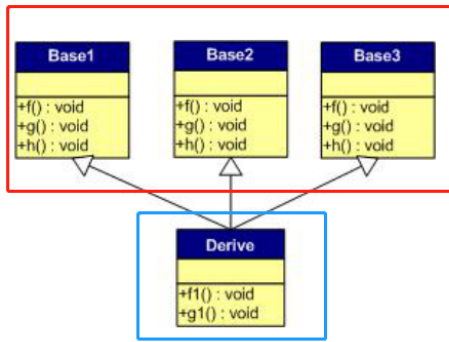 Base1
+f() : void
+g() : void
+h() : void
Base2
+f() : void
+g() : void
+h() : void
Base3
+f() : void
+g() : void
+h() : void
Derive
+f1() : void
+g1() : void